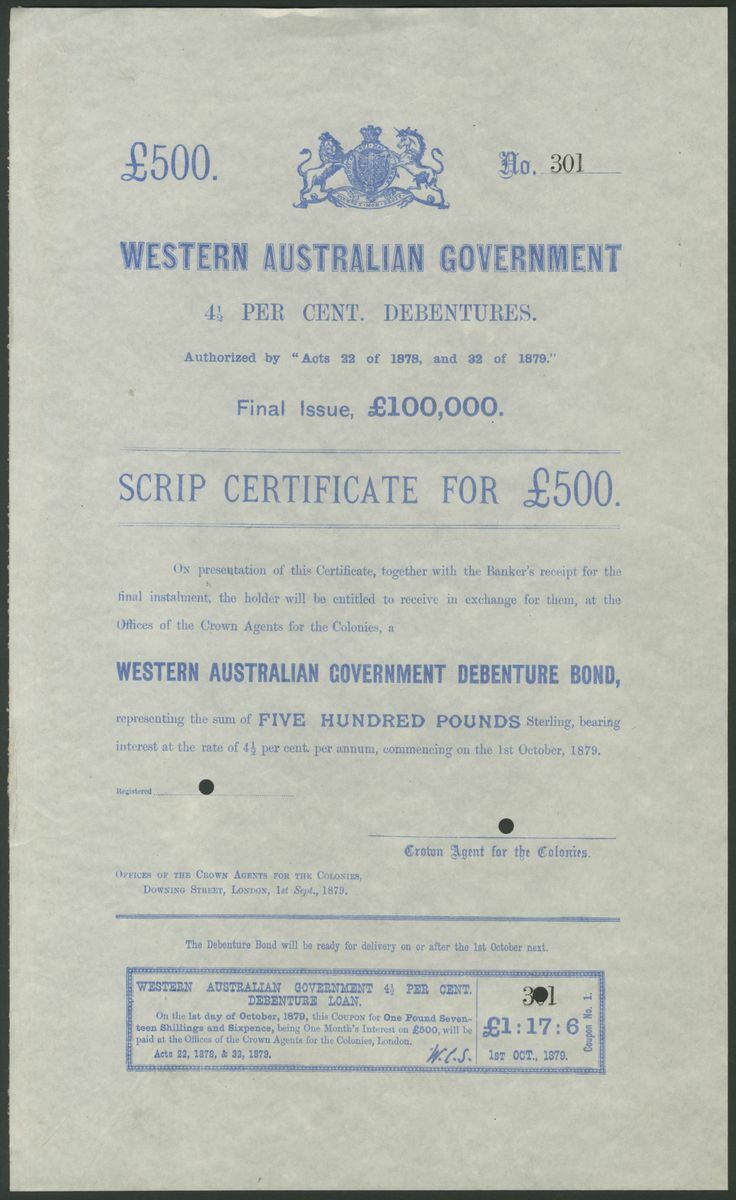 £500.
No. 301
WESTERN AUSTRALIAN GOVERNMENT
4½ PER CENT. DEBENTURES.
Authorized by "Acts 22 of 1878, and 32 of 1879."
Final Issue, £100,000.
SCRIP CERTIFICATE FOR £500.
ON presentation of this Certificate, together with the Banker's receipt for the
final instalment, the holder will be entitled to receive in exchange for them, at the
Offices of the Crown Agents for the Colonies, a
WESTERN AUSTRALIAN GOVERNMENT DEBENTURE BOND,
representing the sum of FIVE HUNDRED POUNDS Sterling, bearing
interest at the rate of 4½ per cent. per annum, commencing on the 1st October, 1879.
Registered
Crown Agent for the Colonies.
OFFICES OF THE CROWN AGENTS FOR THE COLONIES,
DOWNING STREET, LONDON, 1st Sept., 1879.
The Debenture Bond will be ready for delivery on or after the 1st October next.
WESTERN AUSTRALIAN GOVERNMENT 4½ PER CENT.
DEBENTURE LOAN.
On the 1st day of October, 1879, this COUPON for One Pound Seven-
teen Shillings and Sixpence, being One Month's Interest on £500, will be
paid at the Offices of the Crown Agents for the Colonies, London.
Acts 22, 1878, & 32, 1879.
W.C.S.
301
£1:17:6
1ST OCT., 1879.
Coupon No. 1.